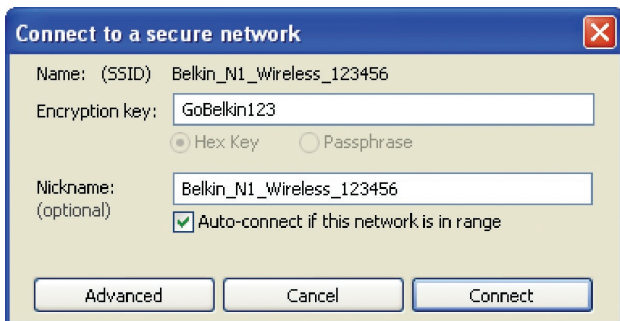 Connect to a secure network
Name: (SSID) Belkin_N1_Wireless_123456
Encryption key: GoBelkin123
Hex Key Passphrase
Nickname: Belkin_N1_Wireless_123456
(optional)
Auto-connect if this network is in range
Advanced Cancel Connect